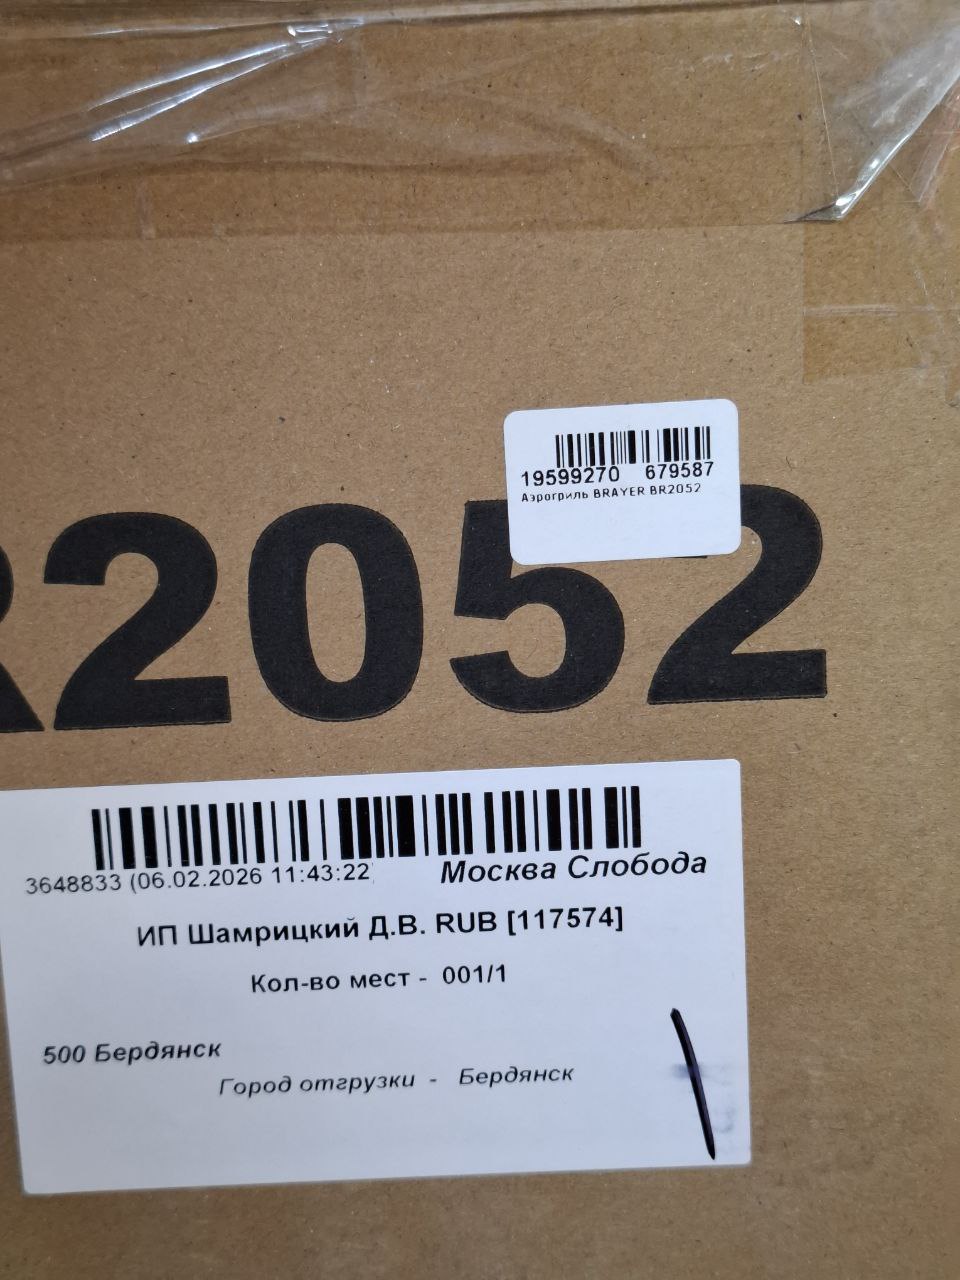 19599270 679587
Аэрогриль BRAYER BR2052
R2052
3648833 (06.02.2026 11:43:22)
Москва Слобода
ИП Шамрицкий Д.В. RUB [117574]
Кол-во мест - 001/1
500 Бердянск
Город отгрузки - Бердянск